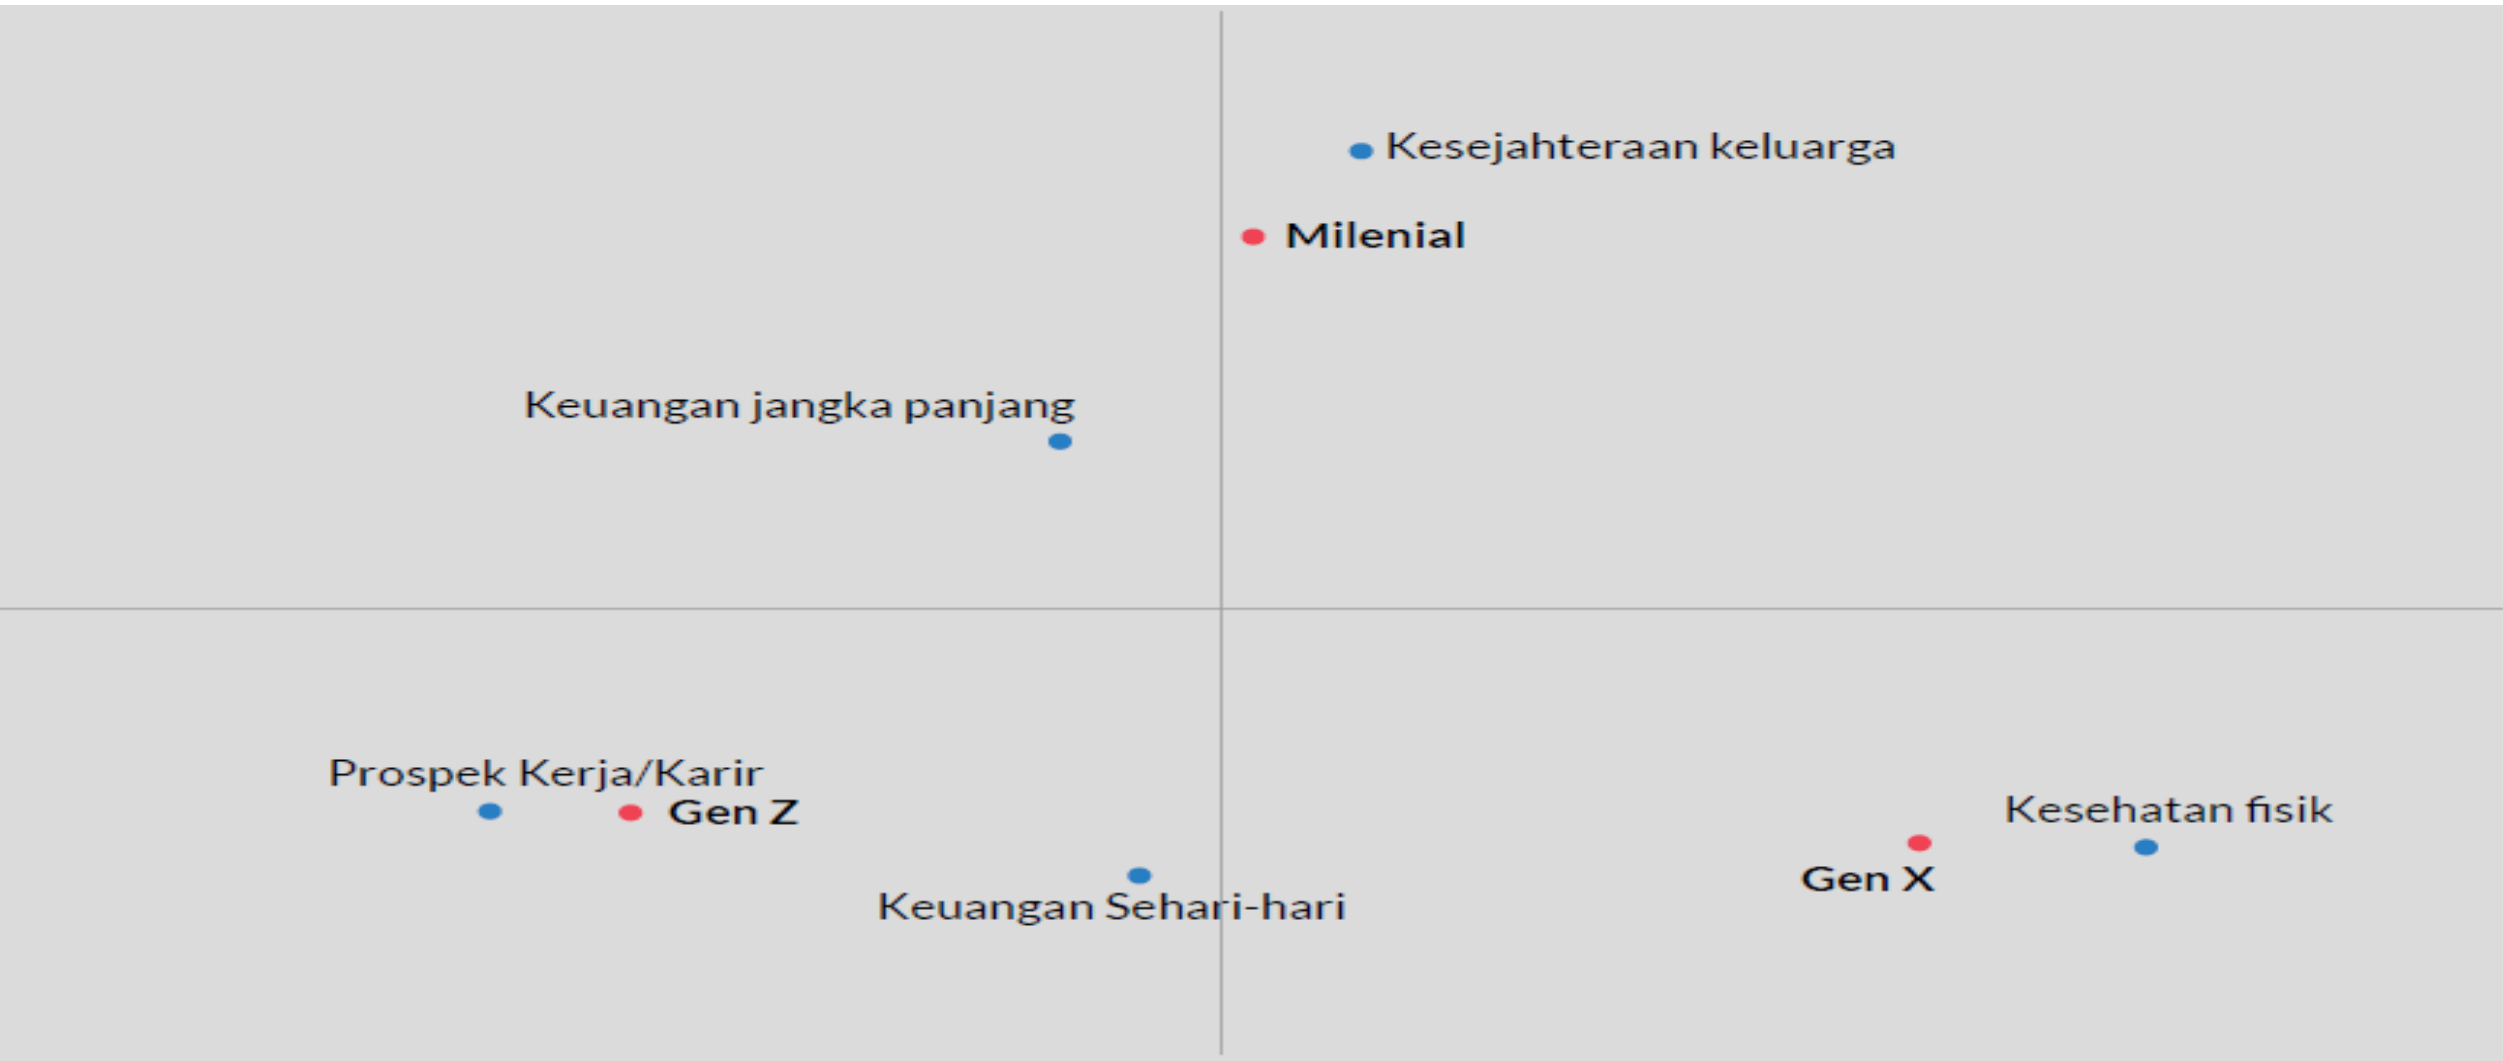 Kesejahteraan keluarga
Milenial
Keuangan jangka panjang
Prospek Kerja/Karir
Gen Z
Kesehatan fisik
Gen X
Keuangan Sehari-hari